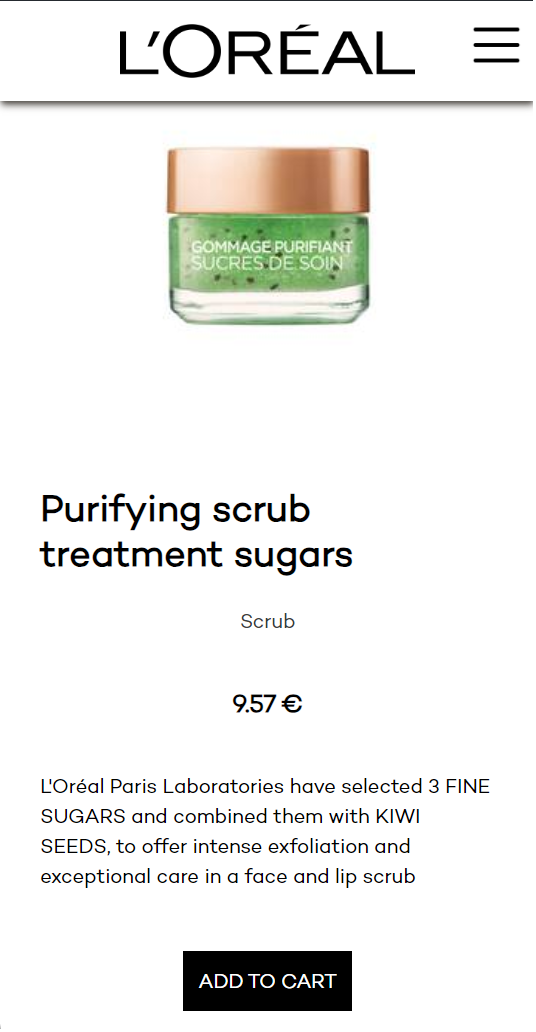 L'ORÉAL
GOMMAGE PURIFIANT
SUCRES DE SOIN
Purifying scrub
treatment sugars
Scrub
9.57 €
L'Oréal Paris Laboratories have selected 3 FINE
SUGARS and combined them with KIWI
SEEDS, to offer intense exfoliation and
exceptional care in a face and lip scrub
ADD TO CART